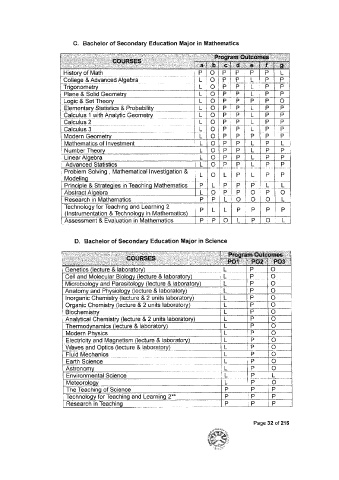 C. Bachelor of Secondary Education Major in Mathematics
COURSES Program Outcomes
a b c d e f g
History of Math P O P P P P L
College & Advanced Algebra L O P P L P P
Trigonometry L O P P L P P
Plane & Solid Geometry L O P P L P P
Logic & Set Theory L O P P P P O
Elementary Statistics & Probability L O P P L P P
Calculus 1 with Analytic Geometry L O P P L P P
Calculus 2 L O P P L P P
Calculus 3 L O P P L P P
Modern Geometry L O P P P P P
Mathematics of Investment L O P P L P L
Number Theory L O P P L P P
Linear Algebra L O P P L P P
Advanced Statistics L O P P L P P
Problem Solving, Mathematical Investigation &
Modeling L O L P L P P
Principle & Strategies in Teaching Mathematics P L P P P L L
Abstract Algebra L O P P O P O
Research in Mathematics P P L O O O L
Technology for Teaching and Learning 2
(Instrumentation & Technology in Mathematics) P L L P P P P
Assessment & Evaluation in Mathematics P P O L P O L
D. Bachelor of Secondary Education Major in Science
COURSES Program Outcomes
PO1 PO2 PO3
Genetics (lecture & laboratory) L P O
Cell and Molecular Biology (lecture & laboratory) L P O
Microbiology and Parasitology (lecture & laboratory) L P O
Anatomy and Physiology (lecture & laboratory) L P O
Inorganic Chemistry (lecture & 2 units laboratory) L P O
Organic Chemistry (lecture & 2 units laboratory) L P O
Biochemistry L P O
Analytical Chemistry (lecture & 2 units laboratory) L P O
Thermodynamics (lecture & laboratory) L P O
Modern Physics L P O
Electricity and Magnetism (lecture & laboratory) L P O
Waves and Optics (lecture & laboratory) L P O
Fluid Mechanics L P O
Earth Science L P O
Astronomy L P O
Environmental Science L P L
Meteorology L P O
The Teaching of Science P P P
Technology for Teaching and Learning 2** P P P
Research in Teaching P P P
Page 32 of 215